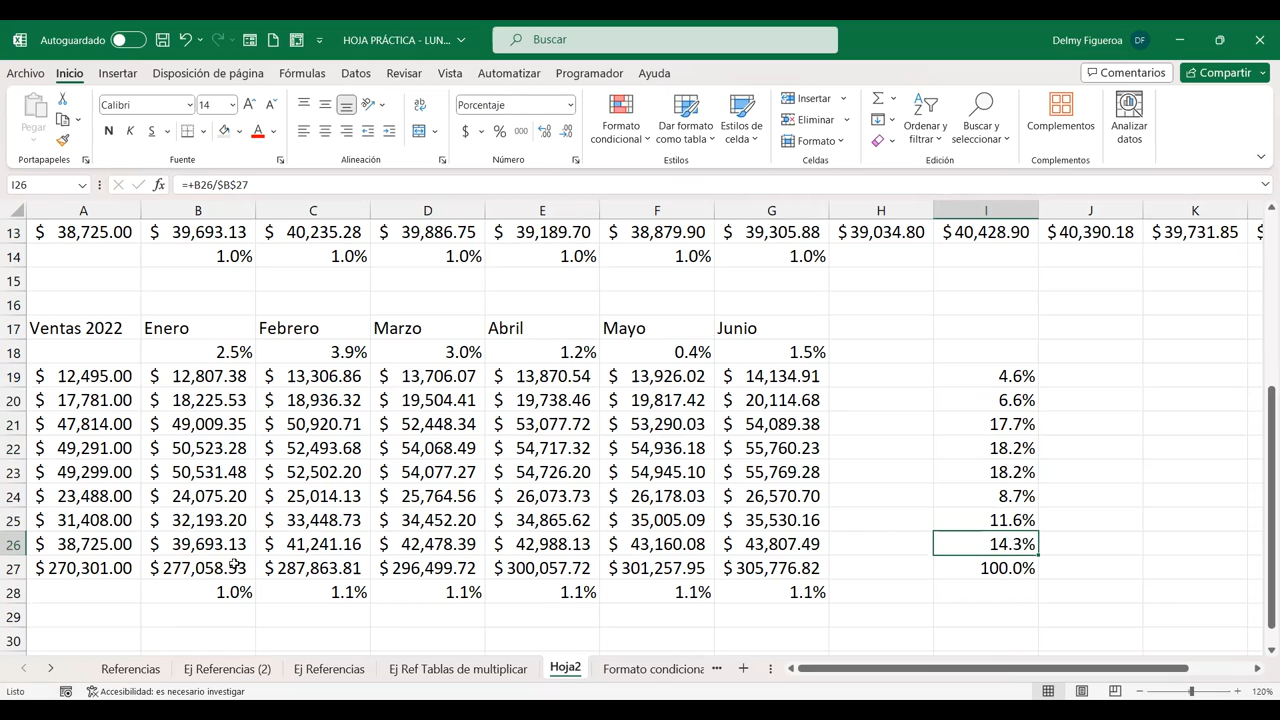 Autoguardado HOJA PRÁCTICA - LUN... Buscar Delmy Figueroa DF
Archivo Inicio Insertar Disposición de página Fórmulas Datos Revisar Vista Automatizar Programador Ayuda Comentarios Compartir
Pegar Calibri 14 N K S Porcentaje $ % 000 Formato condicional Dar formato como tabla Estilos de celda Insertar Eliminar Formato Ordenar y filtrar Buscar y seleccionar Complementos Analizar datos
Portapapeles Fuente Alineación Número Estilos Celdas Edición Complementos
I26 fx =+B26/$B$27
A B C D E F G H I J K
13 $ 38,725.00 $ 39,693.13 $ 40,235.28 $ 39,886.75 $ 39,189.70 $ 38,879.90 $ 39,305.88 $ 39,034.80 $ 40,428.90 $ 40,390.18 $ 39,731.85 $
14 1.0% 1.0% 1.0% 1.0% 1.0% 1.0%
15
16
17 Ventas 2022 Enero Febrero Marzo Abril Mayo Junio
18 2.5% 3.9% 3.0% 1.2% 0.4% 1.5%
19 $ 12,495.00 $ 12,807.38 $ 13,306.86 $ 13,706.07 $ 13,870.54 $ 13,926.02 $ 14,134.91 4.6%
20 $ 17,781.00 $ 18,225.53 $ 18,936.32 $ 19,504.41 $ 19,738.46 $ 19,817.42 $ 20,114.68 6.6%
21 $ 47,814.00 $ 49,009.35 $ 50,920.71 $ 52,448.34 $ 53,077.72 $ 53,290.03 $ 54,089.38 17.7%
22 $ 49,291.00 $ 50,523.28 $ 52,493.68 $ 54,068.49 $ 54,717.32 $ 54,936.18 $ 55,760.23 18.2%
23 $ 49,299.00 $ 50,531.48 $ 52,502.20 $ 54,077.27 $ 54,726.20 $ 54,945.10 $ 55,769.28 18.2%
24 $ 23,488.00 $ 24,075.20 $ 25,014.13 $ 25,764.56 $ 26,073.73 $ 26,178.03 $ 26,570.70 8.7%
25 $ 31,408.00 $ 32,193.20 $ 33,448.73 $ 34,452.20 $ 34,865.62 $ 35,005.09 $ 35,530.16 11.6%
26 $ 38,725.00 $ 39,693.13 $ 41,241.16 $ 42,478.39 $ 42,988.13 $ 43,160.08 $ 43,807.49 14.3%
27 $ 270,301.00 $ 277,058.53 $ 287,863.81 $ 296,499.72 $ 300,057.72 $ 301,257.95 $ 305,776.82 100.0%
28 1.0% 1.1% 1.1% 1.1% 1.1% 1.1%
29
30
Referencias Ej Referencias (2) Ej Referencias Ej Ref Tablas de multiplicar Hoja2 Formato condiciona ...
Listo Accesibilidad: es necesario investigar 120%